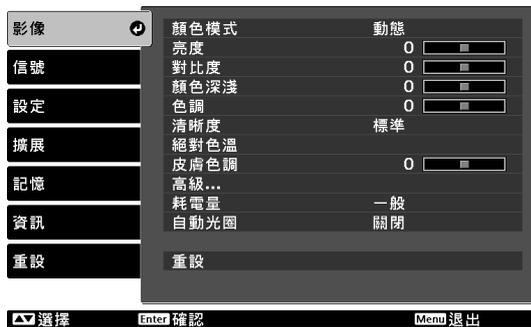 影像
信號
設定
擴展
記憶
資訊
重設
顏色模式 動態
亮度 0
對比度 0
顏色深淺 0
色調 0
清晰度 標準
絕對色溫
皮膚色調 0
高級...
耗電量 一般
自動光圈 關閉
重設
選擇 Enter 確認 Menu 退出